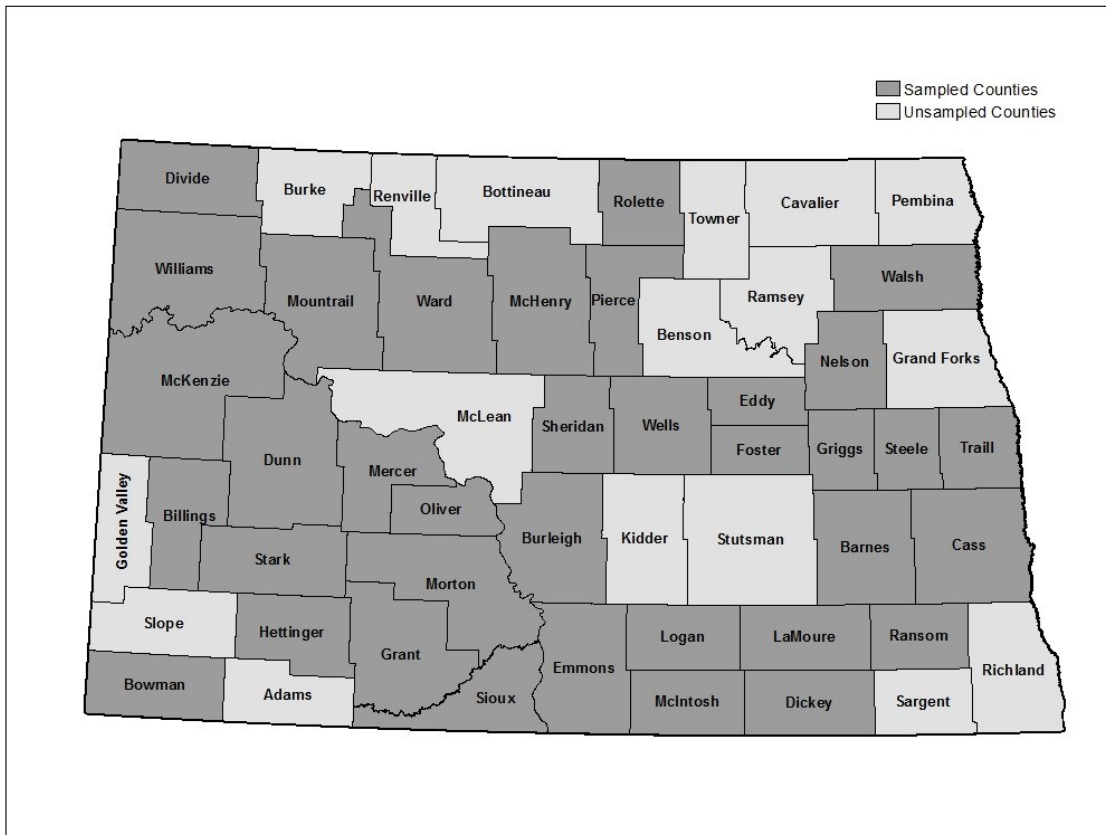 Sampled Counties
Unsampled Counties
Divide
Burke
Renville
Bottineau
Rolette
Towner
Cavalier
Pembina
Williams
Mountrail
Ward
McHenry
Pierce
Benson
Ramsey
Walsh
Nelson
Grand Forks
McKenzie
McLean
Sheridan
Wells
Eddy
Foster
Griggs
Steele
Traill
Dunn
Mercer
Oliver
Golden Valley
Billings
Stark
Morton
Burleigh
Kidder
Stutsman
Barnes
Cass
Slope
Hettinger
Grant
Emmons
Logan
LaMoure
Ransom
Richland
Bowman
Adams
Sioux
McIntosh
Dickey
Sargent